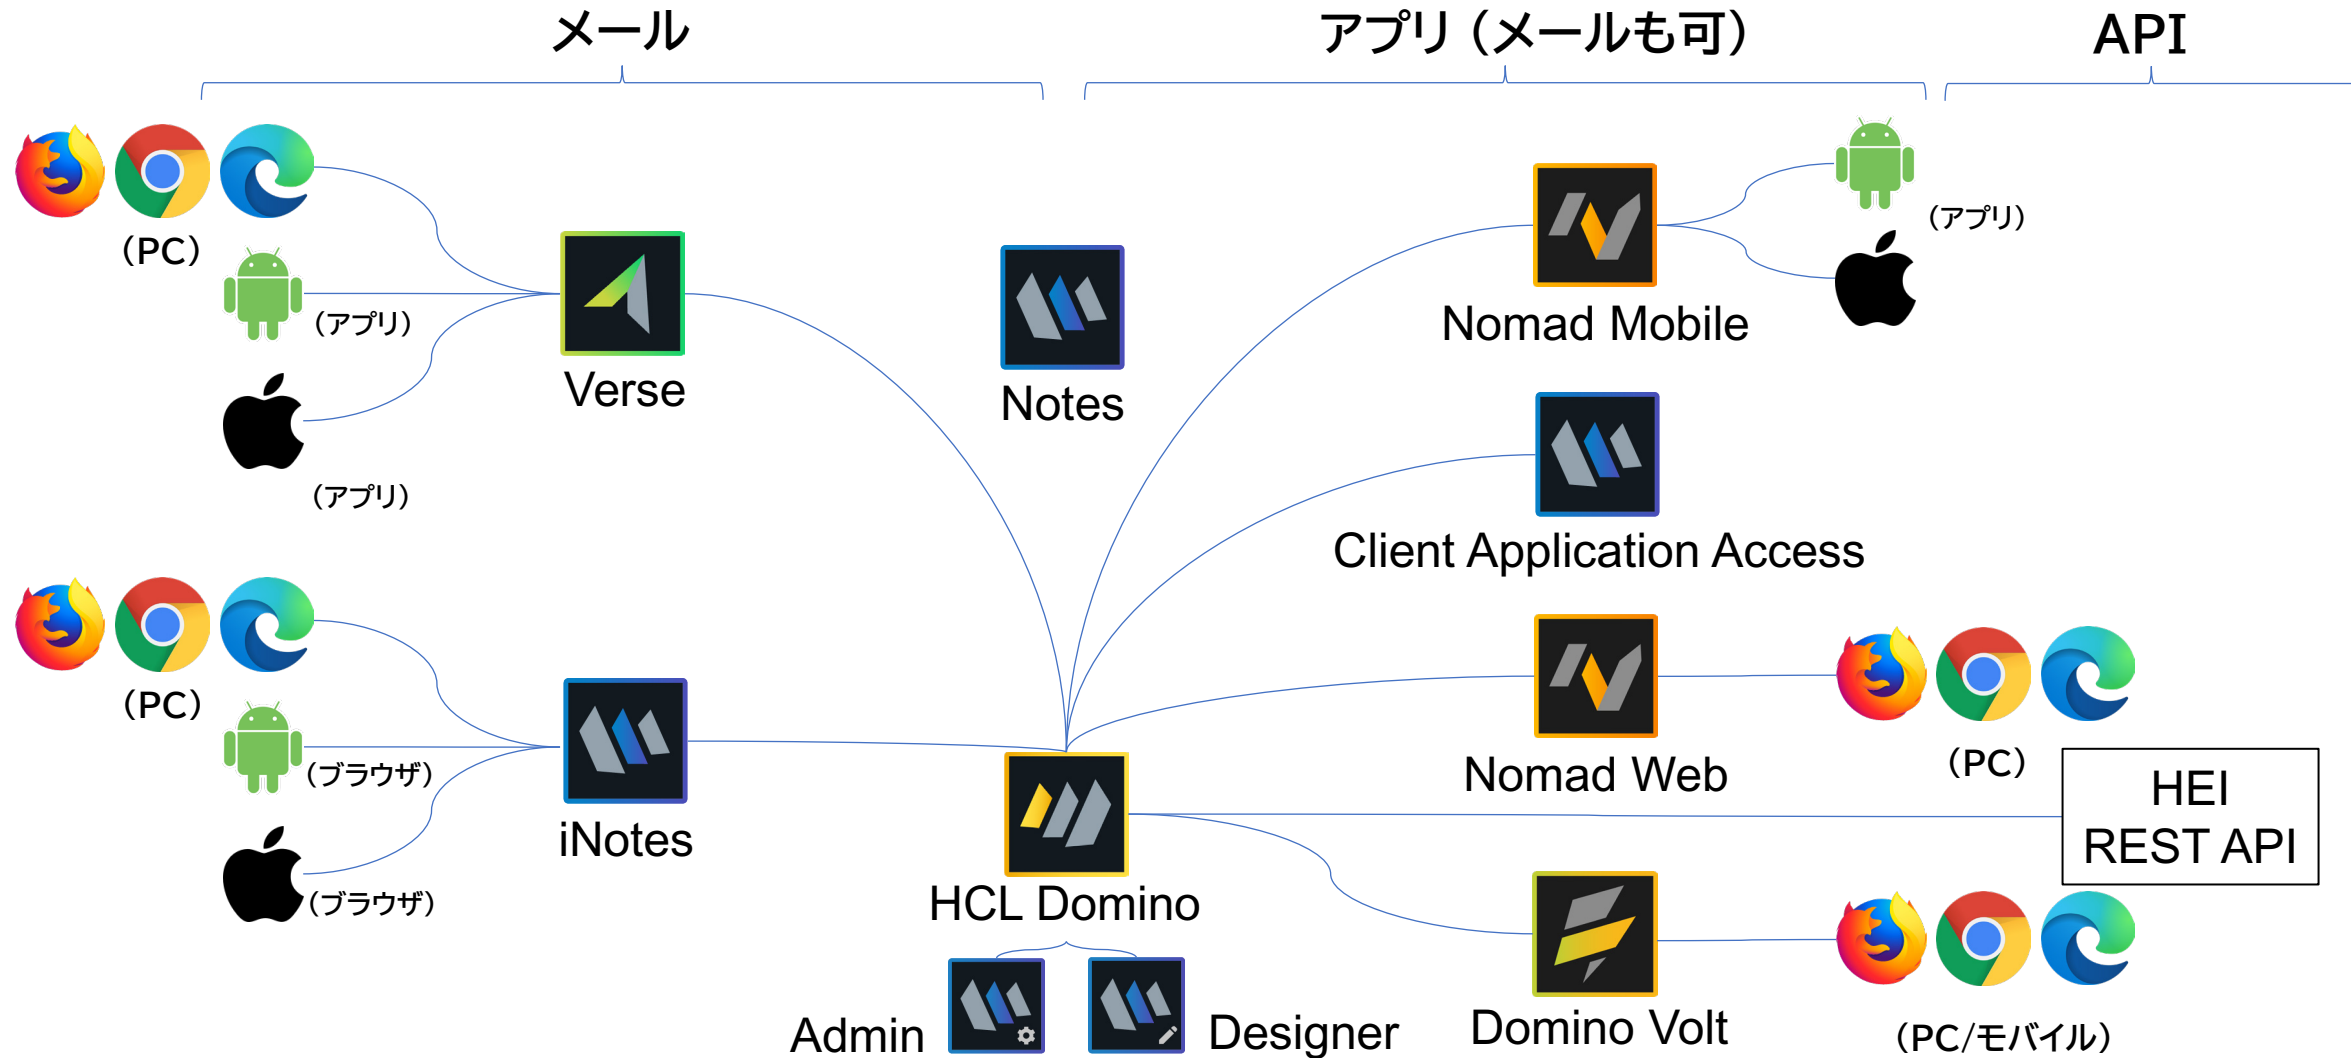 メール
アプリ（メールも可）
API
（PC）
（アプリ）
（アプリ）
Verse
Notes
Nomad Mobile
（アプリ）
Client Application Access
（PC）
（ブラウザ）
（ブラウザ）
iNotes
HCL Domino
Admin
Designer
Nomad Web
（PC）
HEI
REST API
Domino Volt
（PC/モバイル）